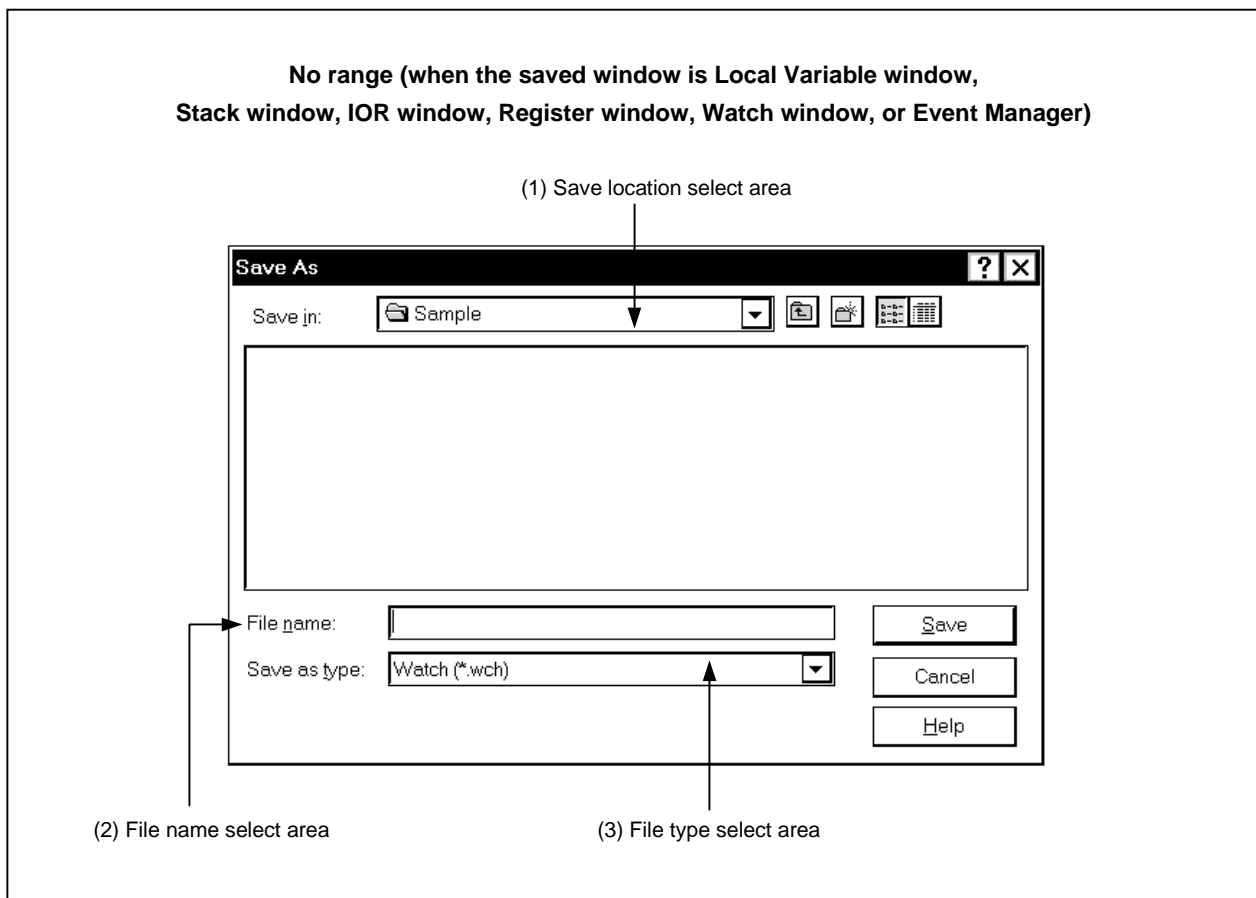 No range (when the saved window is Local Variable window,
Stack window, IOR window, Register window, Watch window, or Event Manager)
(1) Save location select area
Save As
Save in:
Sample
File name:
Save
Save as type:
Watch (*.wch)
Cancel
Help
(2) File name select area
(3) File type select area